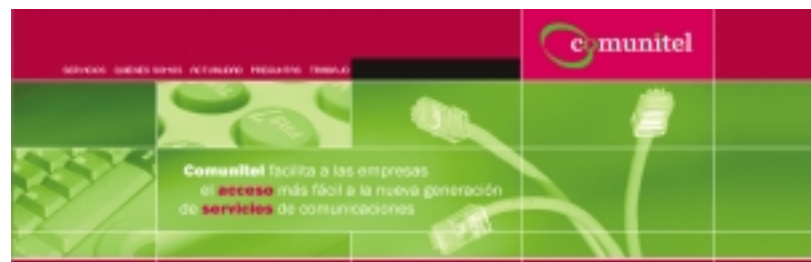 comunitel
SERVICIOS QUIÉNES SOMOS ACTUALIDAD PREGUNTAS TRABAJO
Comunitel facilita a las empresas
el acceso más fácil a la nueva generación
de servicios de comunicaciones